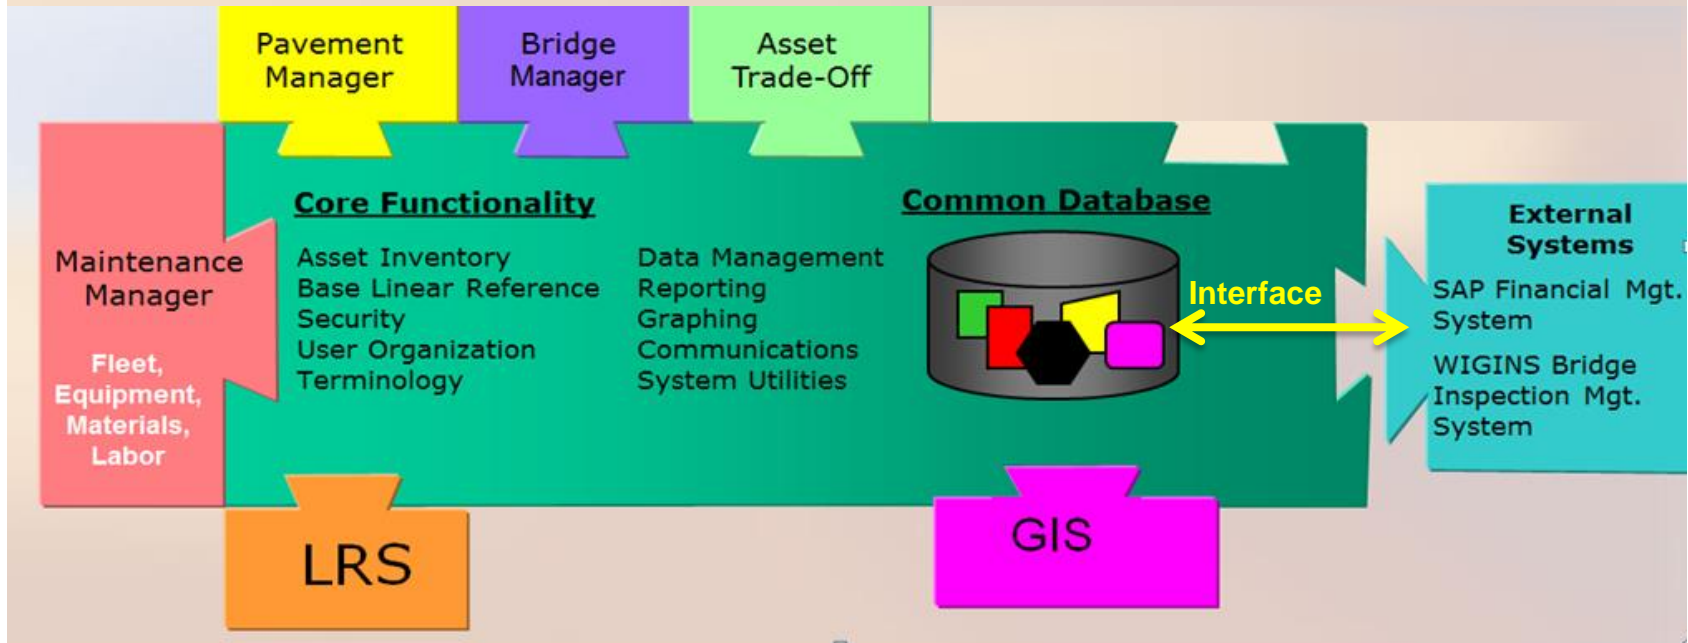 Pavement
Manager
Bridge
Manager
Asset
Trade-Off
Maintenance
Manager
Fleet,
Equipment,
Materials,
Labor
Core Functionality
Asset Inventory
Base Linear Reference
Security
User Organization
Terminology
Data Management
Reporting
Graphing
Communications
System Utilities
Common Database
Interface
External
Systems
SAP Financial Mgt.
System
WIGINS Bridge
Inspection Mgt.
System
LRS
GIS